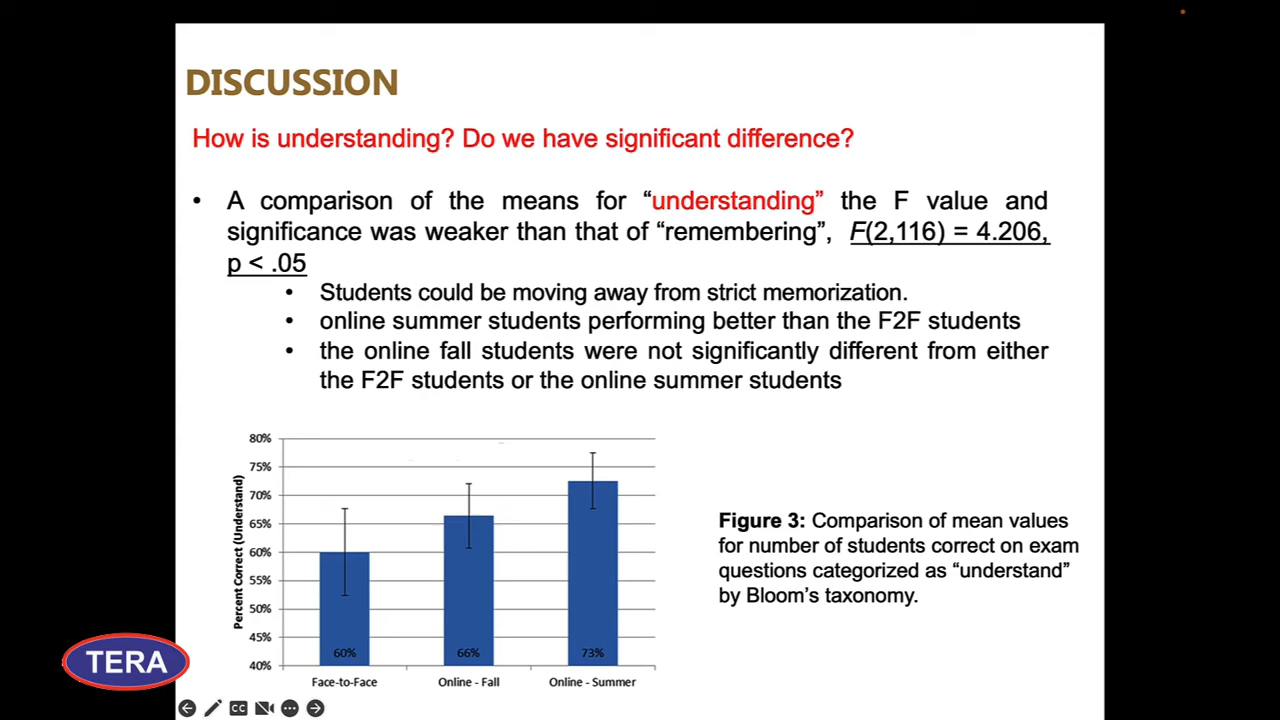 DISCUSSION
How is understanding? Do we have significant difference?
• A comparison of the means for “understanding” the F value and
significance was weaker than that of “remembering”, F(2,116) = 4.206,
p < .05
• Students could be moving away from strict memorization.
• online summer students performing better than the F2F students
• the online fall students were not significantly different from either
the F2F students or the online summer students
80%
75%
70%
65%
60%
55%
50%
45%
40%
Percent Correct (Understand)
60%
66%
73%
Face-to-Face
Online - Fall
Online - Summer
Figure 3: Comparison of mean values
for number of students correct on exam
questions categorized as “understand”
by Bloom’s taxonomy.
TERA
CC